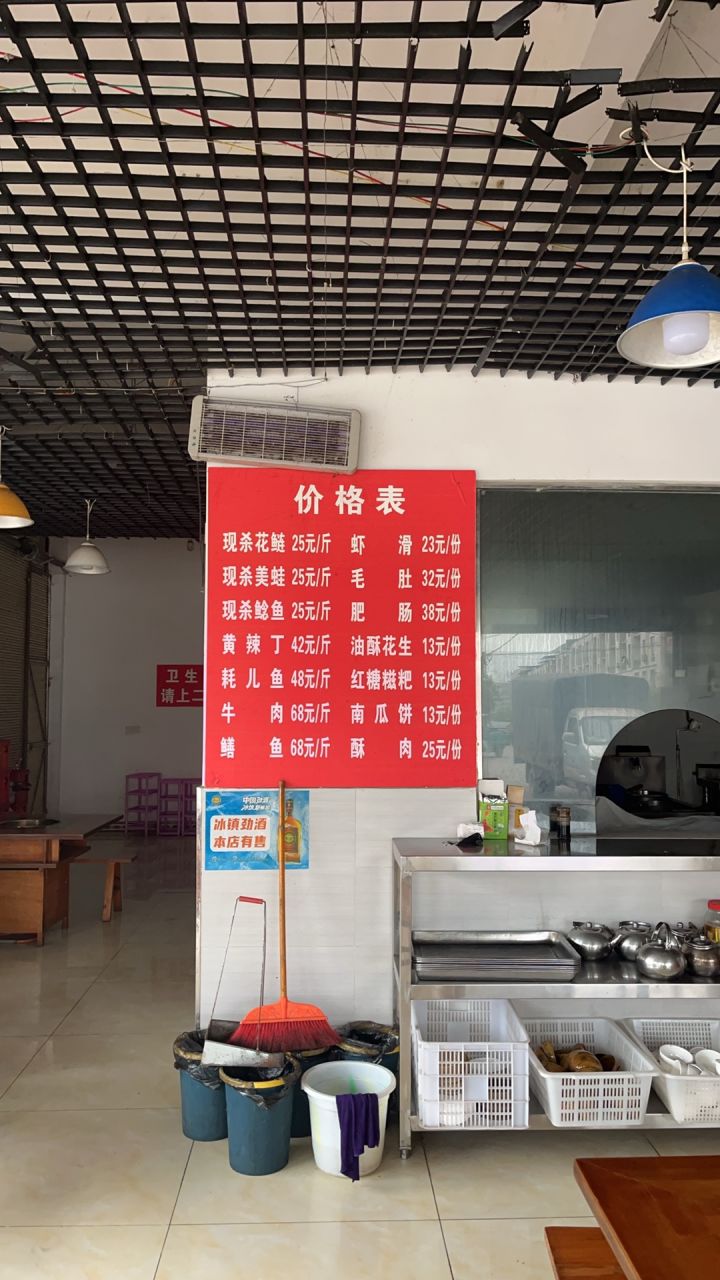 价格表
现杀花鲢 25元/斤 虾滑 23元/份
现杀美蛙 25元/斤 毛肚 32元/份
现杀鲶鱼 25元/斤 肥肠 38元/份
黄辣丁 42元/斤 油酥花生 13元/份
耗儿鱼 48元/斤 红糖糍粑 13元/份
牛肉 68元/斤 南瓜饼 13元/份
鳝鱼 68元/斤 酥肉 25元/份
卫生
请上二
中国劲酒
冰镇劲酒
本店有售